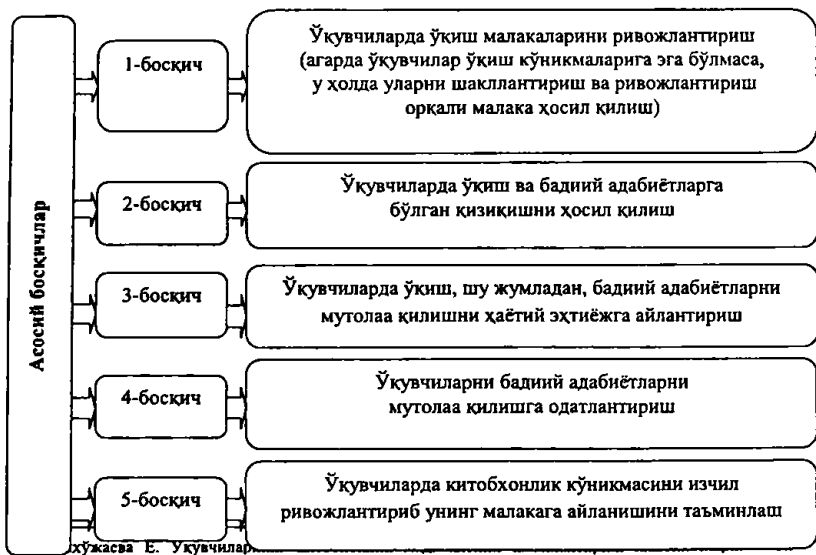 Асосий босқичлар
1-босқич
Ўқувчиларда ўқиш малакаларини ривожлантириш
(агарда ўқувчилар ўқиш кўникмаларига эга бўлмаса,
у ҳолда уларни шакллантириш ва ривожлантириш
орқали малака ҳосил қилиш)
2-босқич
Ўқувчиларда ўқиш ва бадиий адабиётларга
бўлган қизиқишни ҳосил қилиш
3-босқич
Ўқувчиларда ўқиш, шу жумладан, бадиий адабиётларни
мутолаа қилишни ҳаётий эҳтиёжга айлантириш
4-босқич
Ўқувчиларни бадиий адабиётларни
мутолаа қилишга одатлантириш
5-босқич
Ўқувчиларда китобхонлик кўникмасини изчил
ривожлантириб унинг малакага айланишини таъминлаш
Е.